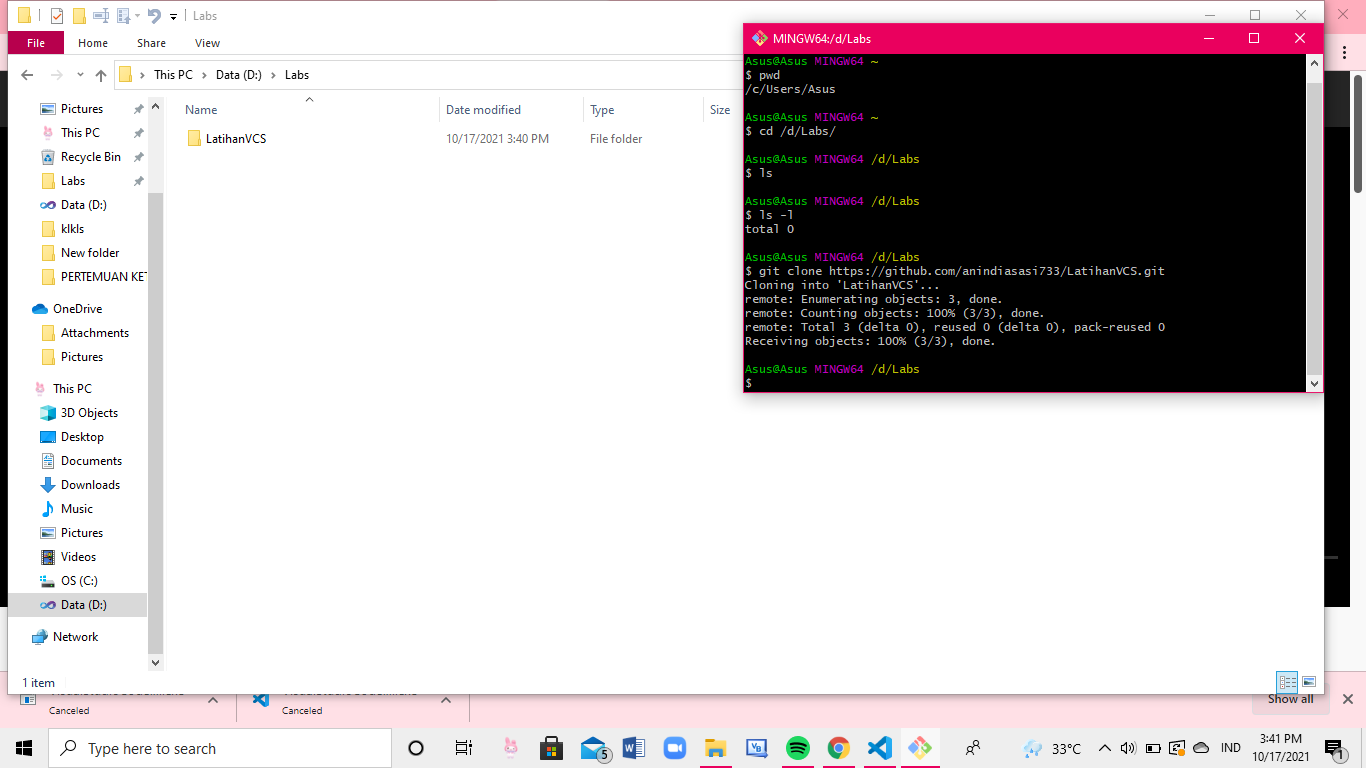 Labs
File Home Share View
This PC Data (D:) Labs
Name Date modified Type Size
LatihanVCS 10/17/2021 3:40 PM File folder
Pictures
This PC
Recycle Bin
Labs
Data (D:)
klkls
New folder
PERTEMUAN KET
OneDrive
Attachments
Pictures
This PC
3D Objects
Desktop
Documents
Downloads
Music
Pictures
Videos
OS (C:)
Data (D:)
Network
1 item
MINGW64:/d/Labs
Asus@Asus MINGW64 ~
$ pwd
/c/Users/Asus
Asus@Asus MINGW64 ~
$ cd /d/Labs/
Asus@Asus MINGW64 /d/Labs
$ ls
Asus@Asus MINGW64 /d/Labs
$ ls -l
total 0
Asus@Asus MINGW64 /d/Labs
$ git clone https://github.com/anindiasasi733/LatihanVCS.git
Cloning into 'LatihanVCS'...
remote: Enumerating objects: 3, done.
remote: Counting objects: 100% (3/3), done.
remote: Total 3 (delta 0), reused 0 (delta 0), pack-reused 0
Receiving objects: 100% (3/3), done.
Asus@Asus MINGW64 /d/Labs
$
Canceled
Canceled
Show all
Type here to search
5
33°C
IND
3:41 PM
10/17/2021
1